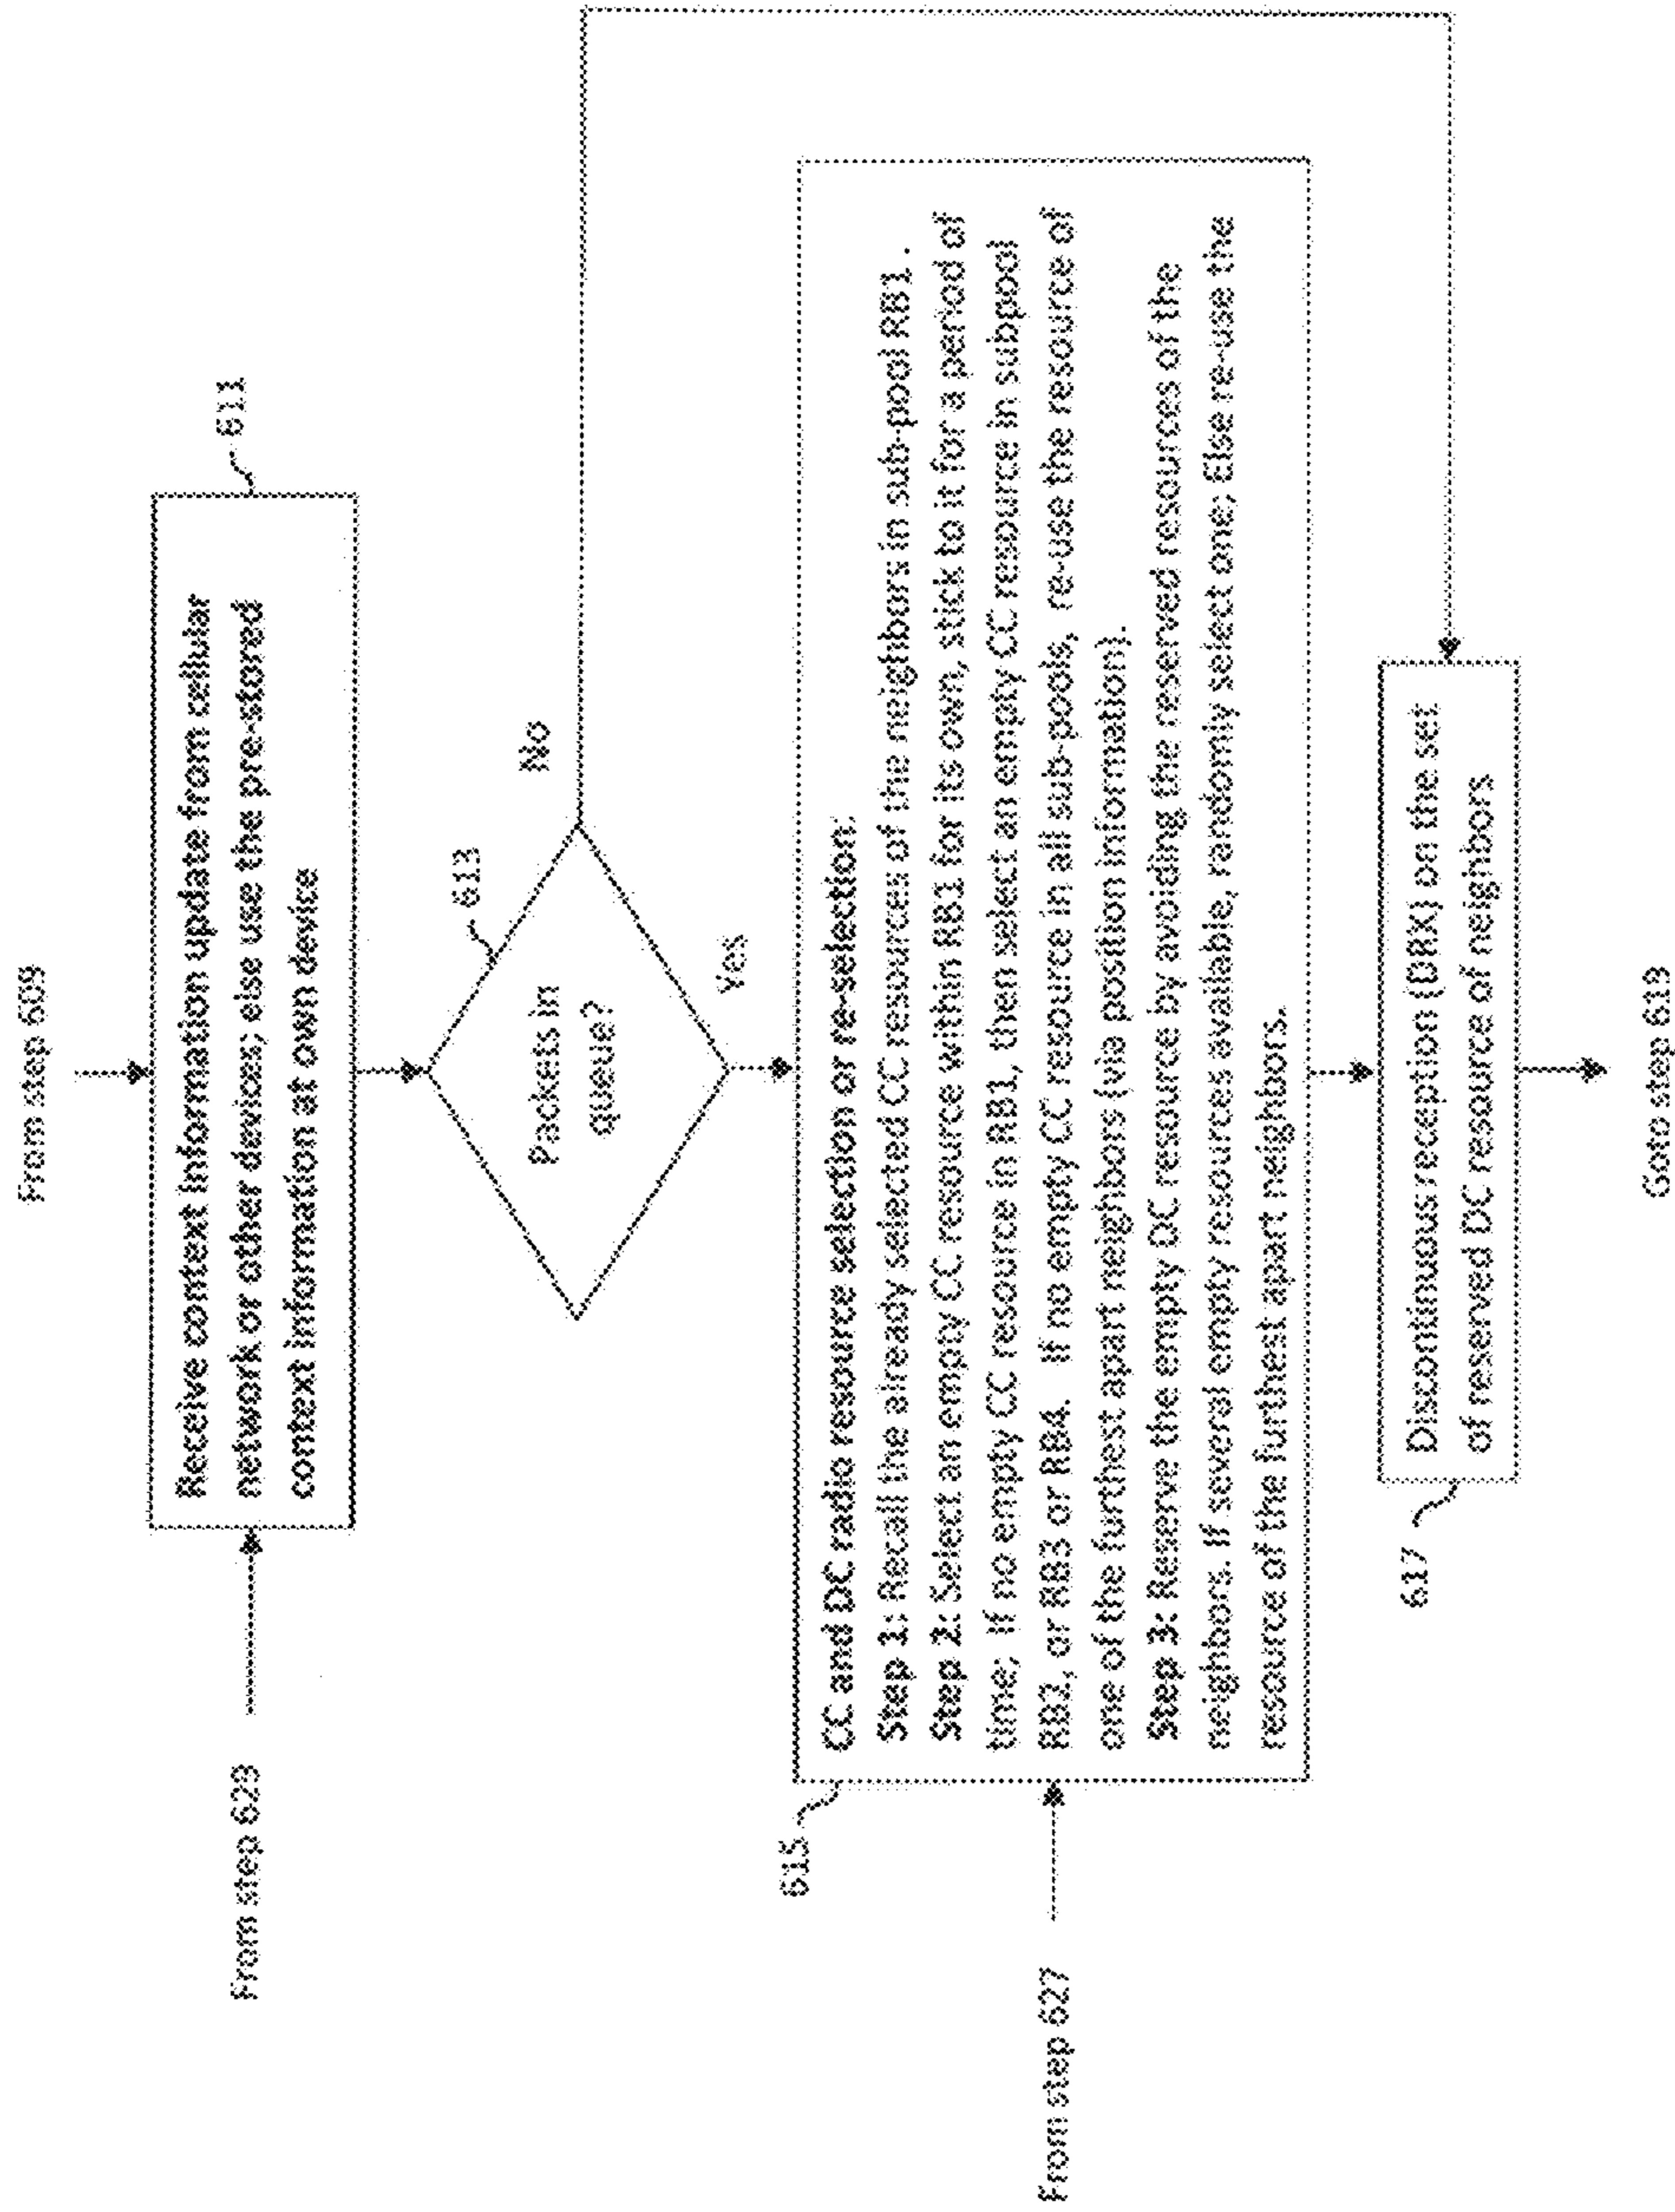 From step 609
From step 629
Receive context information update from cellular
network or other devices; else use the pre-stored
context information at own device
611
613
Packets in
queue?
No
Yes
615
From step 627
CC and DC radio resource selection or re-selection:
Step 1: Recall the already selected CC resources of the neighbors in sub-pool RB1.
Step 2: Select an empty CC resource within RB1 for its own, stick to it for a period of
time; If no empty CC resource in RB1, then select an empty CC resource in subpool
RB2, or RB3 or RB4. If no empty CC resource in all sub-pools, re-use the resource of
one of the furthest apart neighbors (via position information).
Step 3: Reserve the empty DC resource by avoiding the reserved resources of the
neighbors. If several empty resources available, randomly select one; Else re-use the
resource of the furthest apart neighbors.
617
Discontinuous reception (DRX) on the set
of reserved DC resource of neighbors
Goto step 619